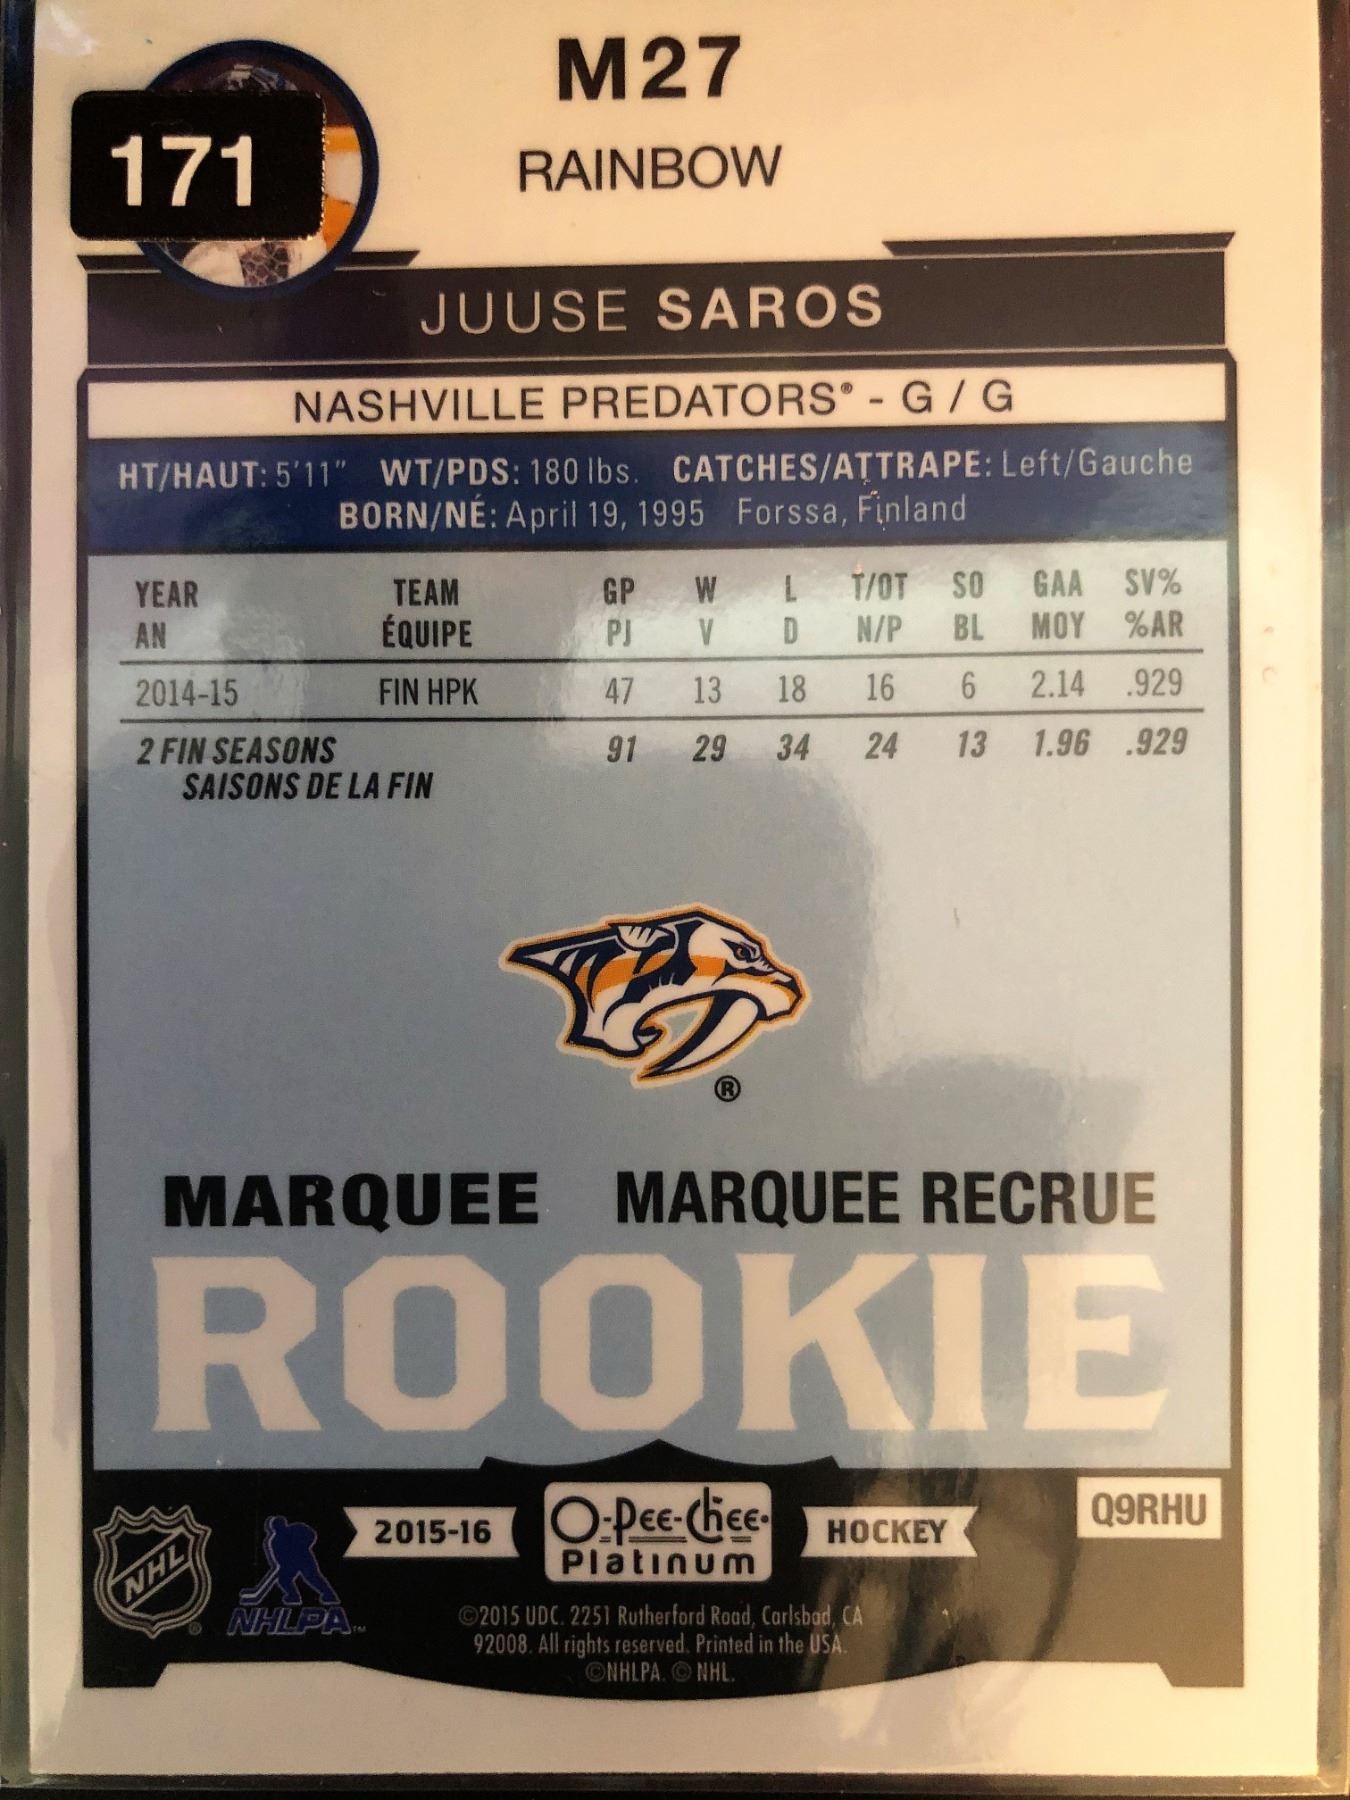 M27
RAINBOW
171
JUUSE SAROS
NASHVILLE PREDATORS® - G / G
HT/HAUT: 5'11" WT/PDS: 180 lbs. CATCHES/ATTRAPE: Left/Gauche
BORN/NÉ: April 19, 1995 Forssa, Finland
YEAR TEAM GP W L T/OT SO GAA SV%
AN ÉQUIPE PJ V D N/P BL MOY %AR
2014-15 FIN HPK 47 13 18 16 6 2.14 .929
2 FIN SEASONS 91 29 34 24 13 1.96 .929
SAISONS DE LA FIN
®
MARQUEE MARQUEE RECRUE
ROOKIE
NHL ® NHLPA™ 2015-16 O-Pee-Chee® Platinum HOCKEY Q9RHU
©2015 UDC. 2251 Rutherford Road, Carlsbad, CA
92008. All rights reserved. Printed in the USA.
©NHLPA. © NHL.